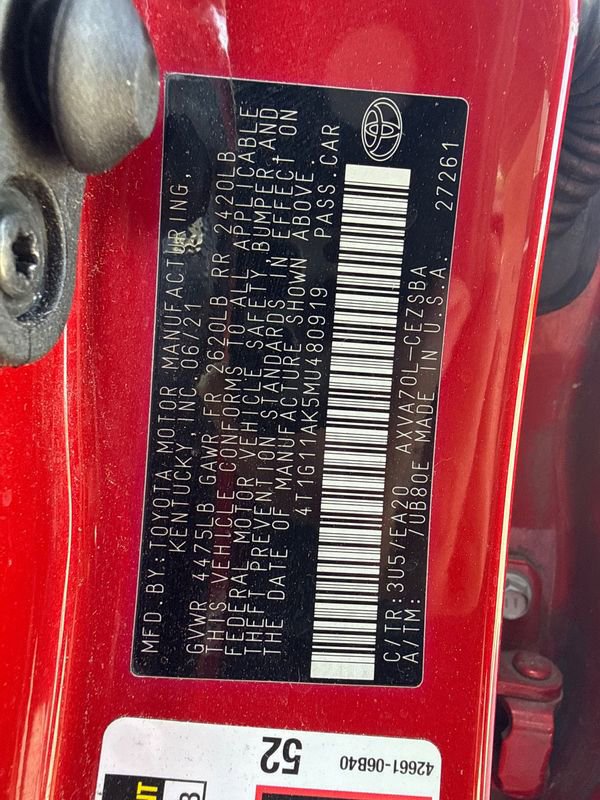 MFD.BY: TOYOTA MOTOR MANUFACTURING,
KENTUCKY, INC. 06/21
GVWR 4475LB GAWR FR 2620LB RR 2420LB
THIS VEHICLE CONFORMS TO ALL APPLICABLE
FEDERAL MOTOR VEHICLE SAFETY BUMPER,AND
THEFT PREVENTION STANDARDS IN EFFECT ON
THE DATE OF MANUFACTURE SHOWN ABOVE.
4T1G11AK5MU480919 PASS.CAR
C/TR:3U5/EA20 AXVA70L-CEZSBA 27261
A/TM: /UB80E MADE IN U.S.A.
52
42661-06B40